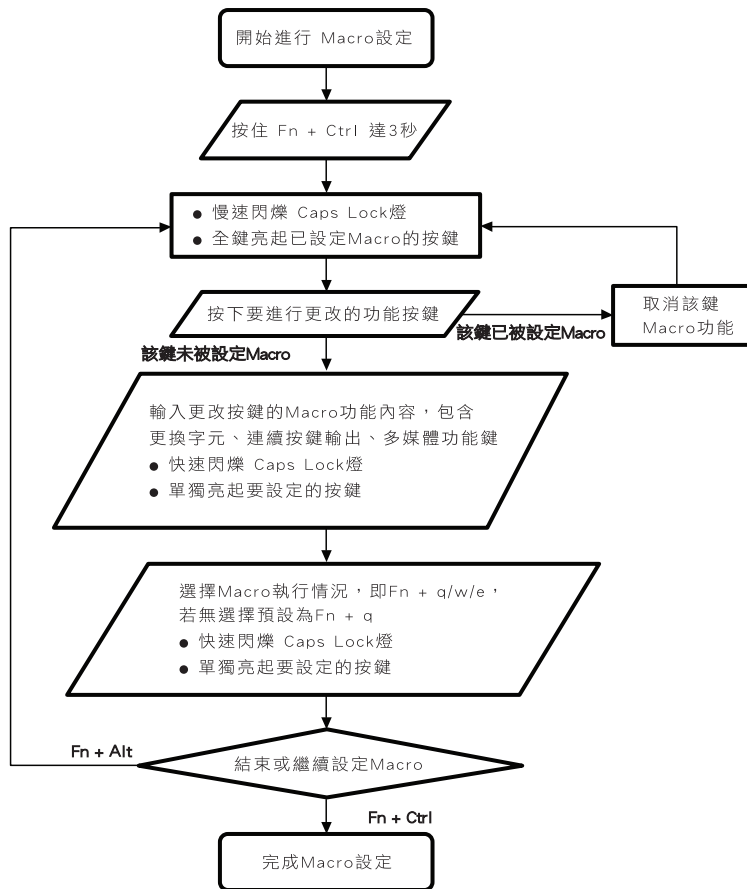 開始進行 Macro設定
按住 Fn + Ctrl 達3秒
● 慢速閃爍 Caps Lock燈
● 全鍵亮起已設定Macro的按鍵
按下要進行更改的功能按鍵
該鍵已被設定Macro
取消該鍵
Macro功能
該鍵未被設定Macro
輸入更改按鍵的Macro功能內容，包含
更換字元、連續按鍵輸出、多媒體功能鍵
● 快速閃爍 Caps Lock燈
● 單獨亮起要設定的按鍵
選擇Macro執行情況，即Fn + q/w/e，
若無選擇預設為Fn + q
● 快速閃爍 Caps Lock燈
● 單獨亮起要設定的按鍵
Fn + Alt
結束或繼續設定Macro
Fn + Ctrl
完成Macro設定